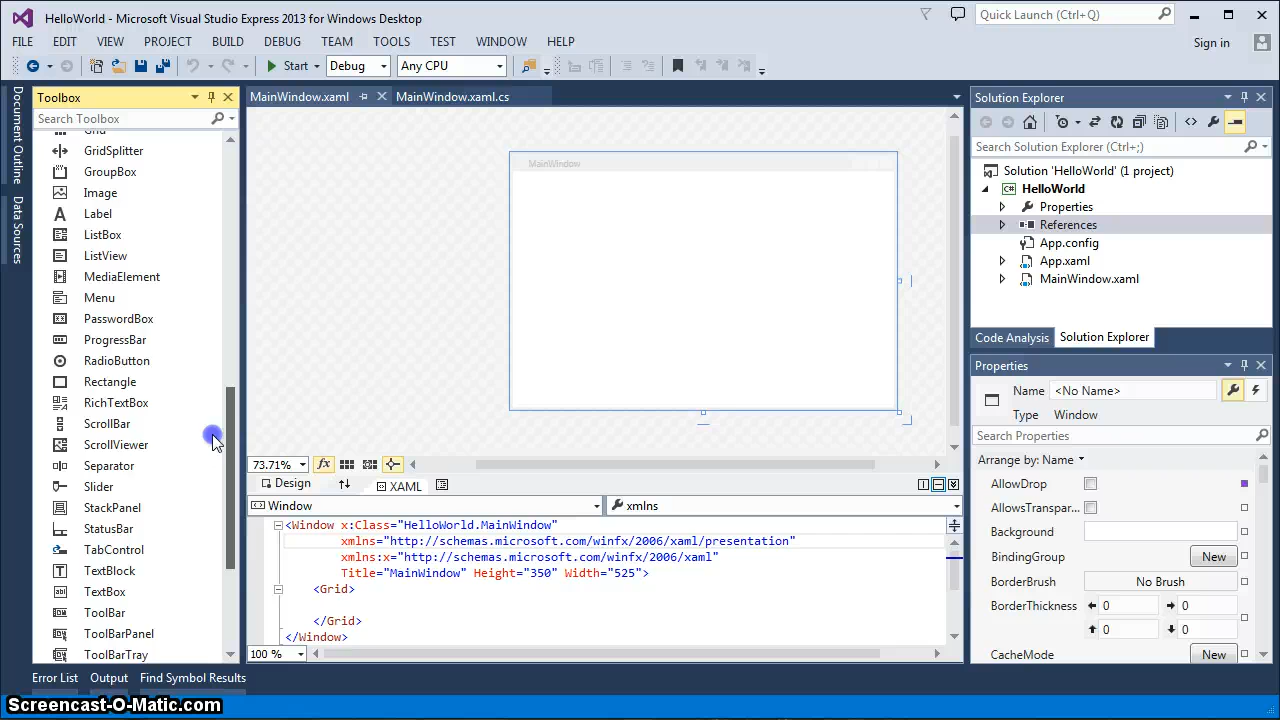 HelloWorld - Microsoft Visual Studio Express 2013 for Windows Desktop
Quick Launch (Ctrl+Q)
FILE EDIT VIEW PROJECT BUILD DEBUG TEAM TOOLS TEST WINDOW HELP
Sign in
Start Debug Any CPU
Document Outline
Data Sources
Toolbox
Search Toolbox
Grid
GridSplitter
GroupBox
Image
Label
ListBox
ListView
MediaElement
Menu
PasswordBox
ProgressBar
RadioButton
Rectangle
RichTextBox
ScrollBar
ScrollViewer
Separator
Slider
StackPanel
StatusBar
TabControl
TextBlock
TextBox
ToolBar
ToolBarPanel
ToolBarTray
MainWindow.xaml MainWindow.xaml.cs
MainWindow
73.71%
Design XAML
Window xmlns
<Window x:Class="HelloWorld.MainWindow"
xmlns="http://schemas.microsoft.com/winfx/2006/xaml/presentation"
xmlns:x="http://schemas.microsoft.com/winfx/2006/xaml"
Title="MainWindow" Height="350" Width="525">
<Grid>
</Grid>
</Window>
100 %
Solution Explorer
Search Solution Explorer (Ctrl+;)
Solution 'HelloWorld' (1 project)
C# HelloWorld
Properties
References
App.config
App.xaml
MainWindow.xaml
Code Analysis Solution Explorer
Properties
Name <No Name>
Type Window
Search Properties
Arrange by: Name
AllowDrop
AllowsTranspar...
Background
BindingGroup New
BorderBrush No Brush
BorderThickness 0 0
0 0
CacheMode New
Error List Output Find Symbol Results
Screencast-O-Matic.com